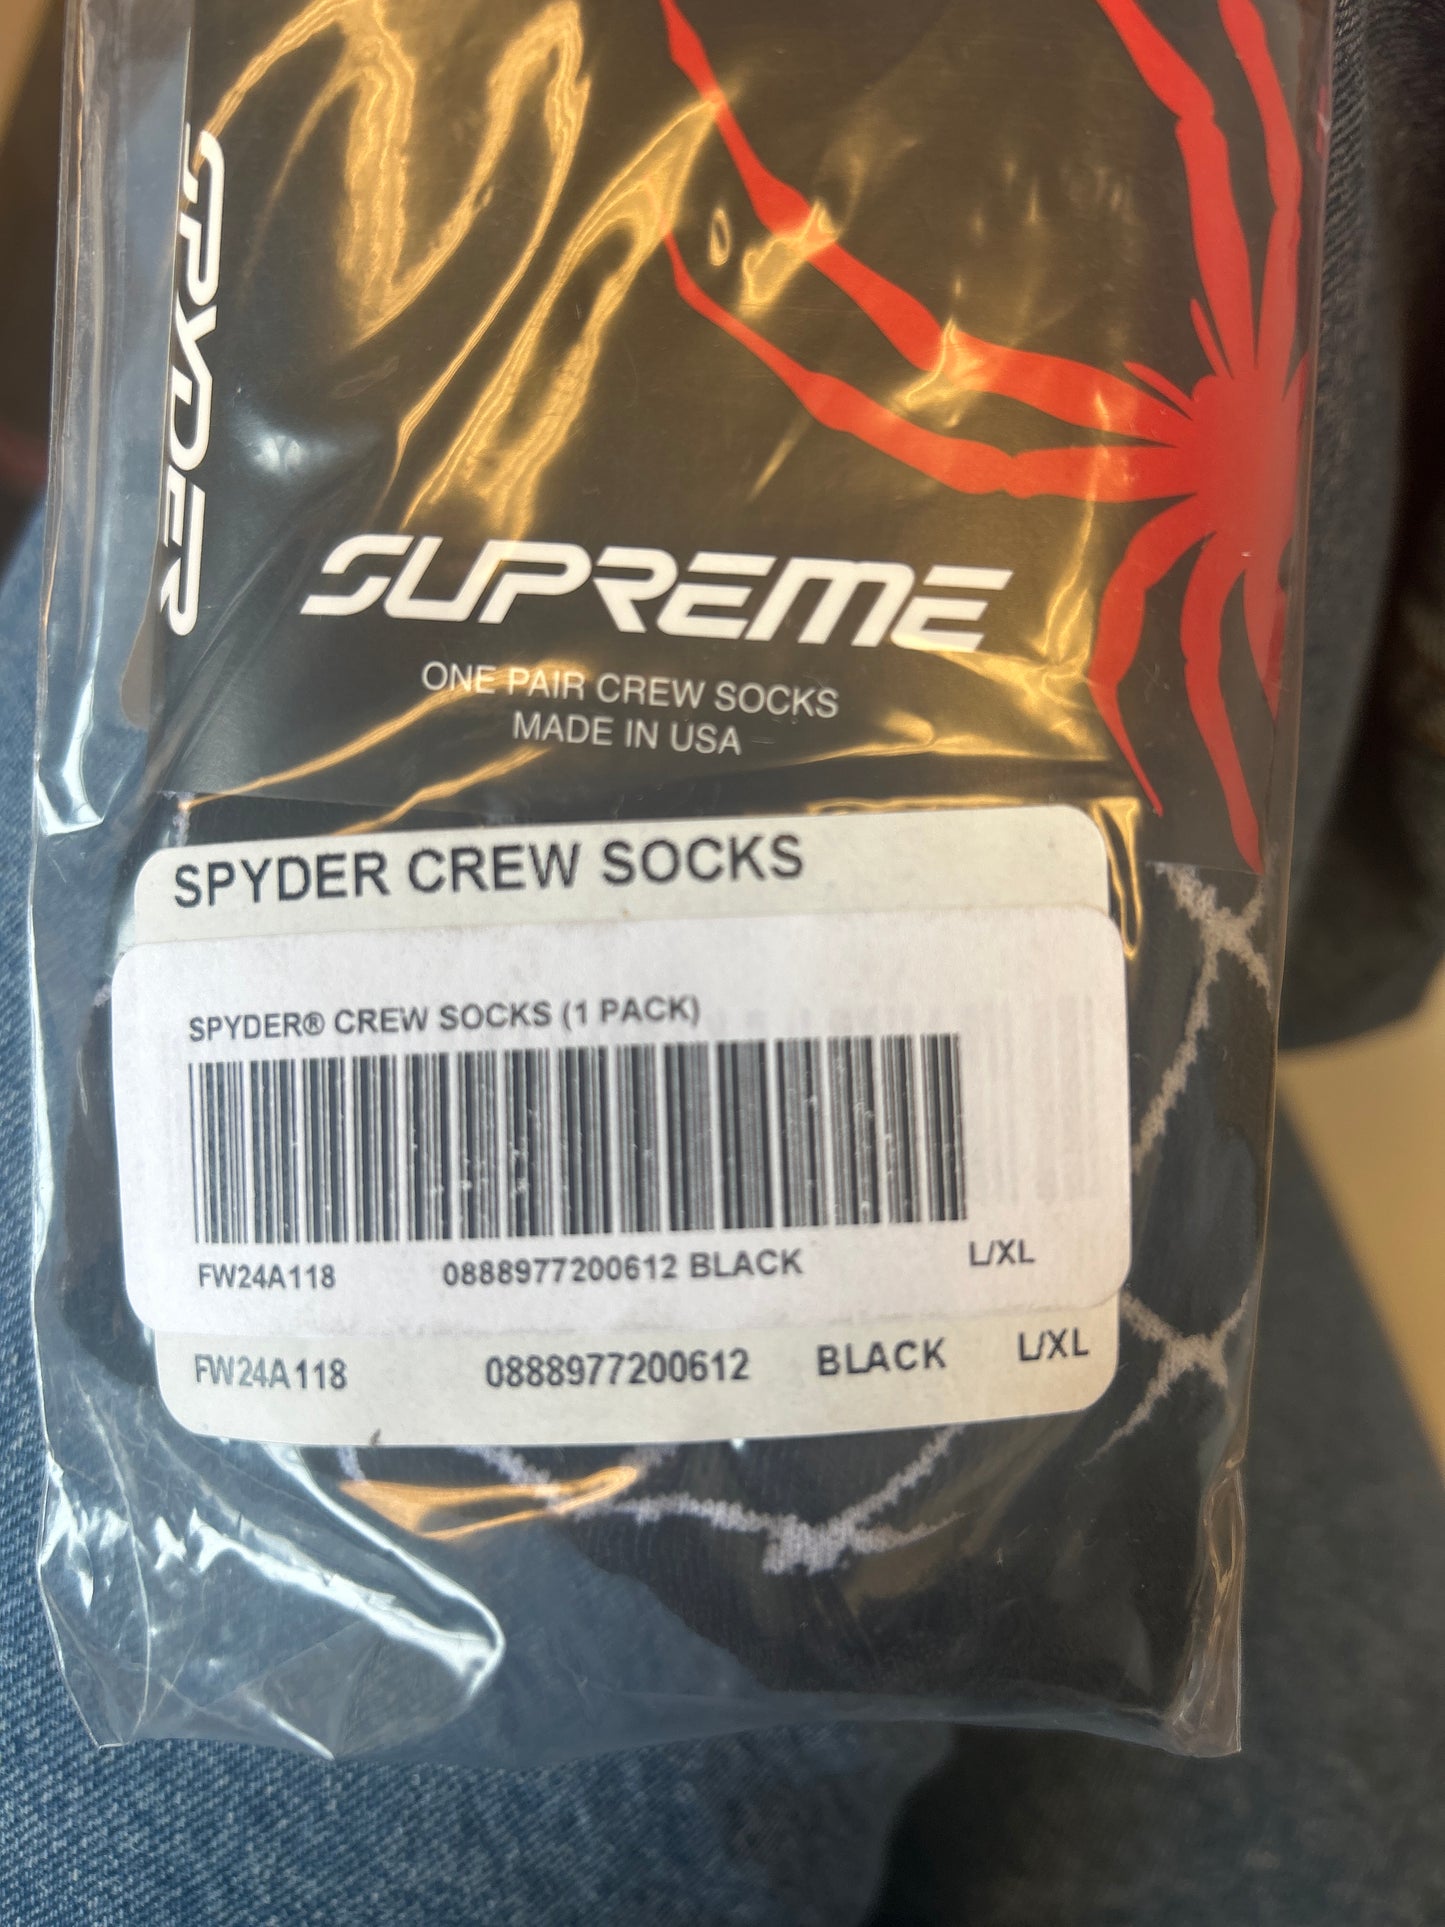 SPYDER
SUPREME
ONE PAIR CREW SOCKS
MADE IN USA
SPYDER CREW SOCKS
SPYDER® CREW SOCKS (1 PACK)
FW24A118 0888977200612 BLACK L/XL
FW24A118 0888977200612 BLACK L/XL